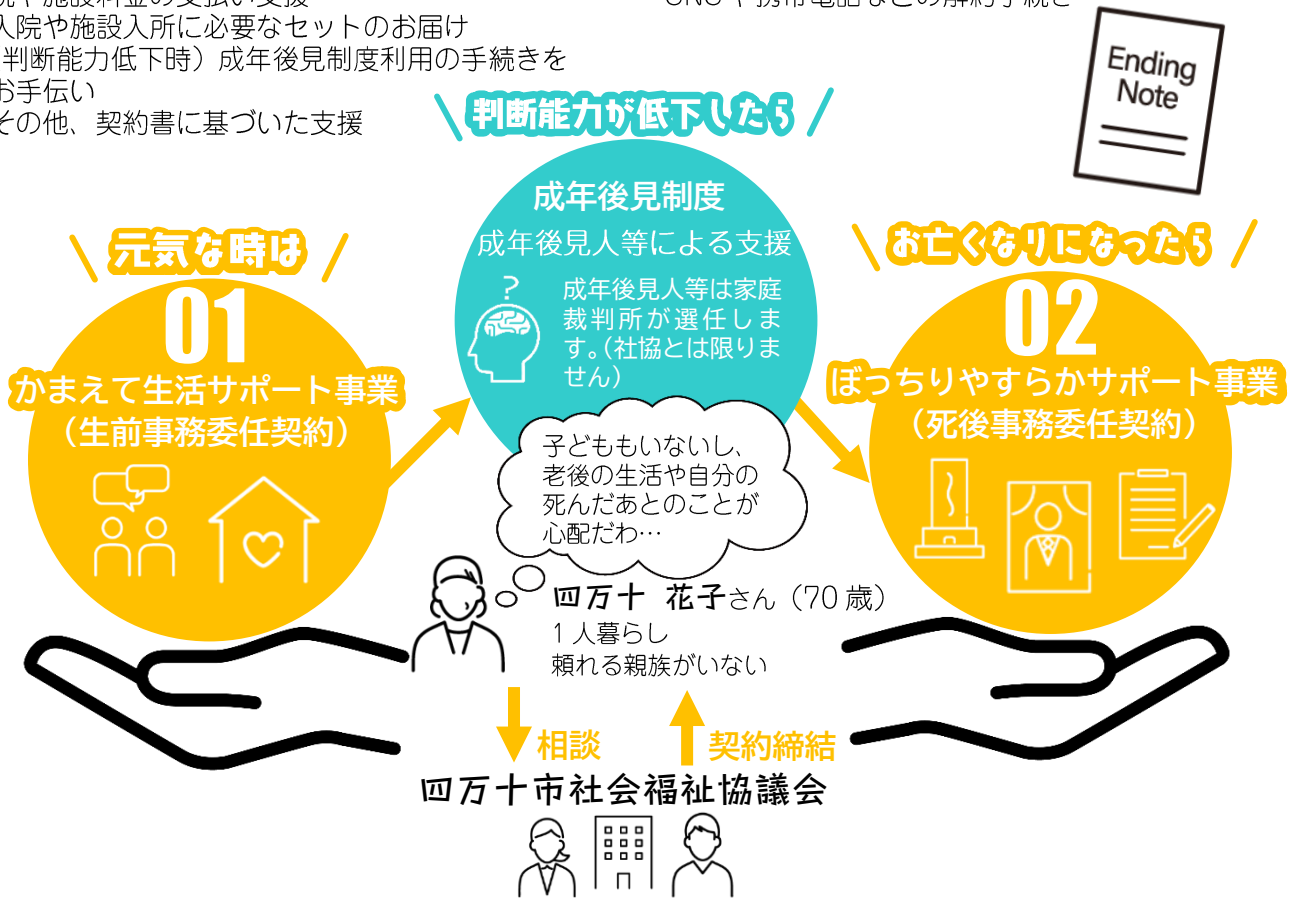 入院や施設入所に必要なセットのお届け
判断能力低下時）成年後見制度利用の手続きを
お手伝い
その他、契約書に基づいた支援
Ending
Note
判断能力が低下したら
成年後見制度
成年後見人等による支援
?
成年後見人等は家庭
裁判所が選任しま
す。（社協とは限りま
せん）
元気な時は
01
かまえて生活サポート事業
（生前事務委任契約）
お亡くなりになったら
02
ぼっちりやすらかサポート事業
（死後事務委任契約）
子どももいないし、
老後の生活や自分の
死んだあとのことが
心配だわ…
四万十 花子さん（70歳）
1人暮らし
頼れる親族がいない
相談
契約締結
四万十市社会福祉協議会